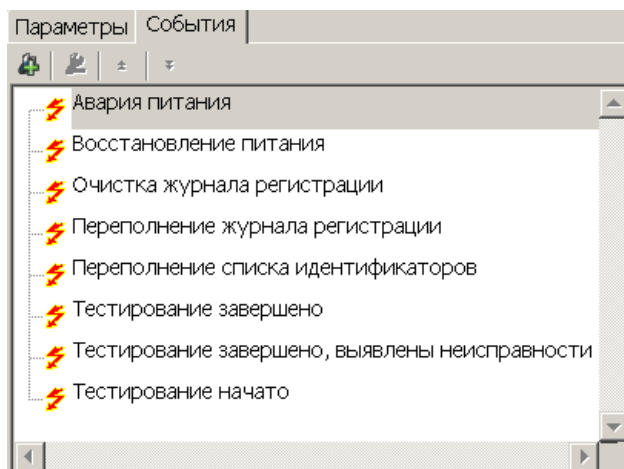 Параметры События
Авария питания
Восстановление питания
Очистка журнала регистрации
Переполнение журнала регистрации
Переполнение списка идентификаторов
Тестирование завершено
Тестирование завершено, выявлены неисправности
Тестирование начато